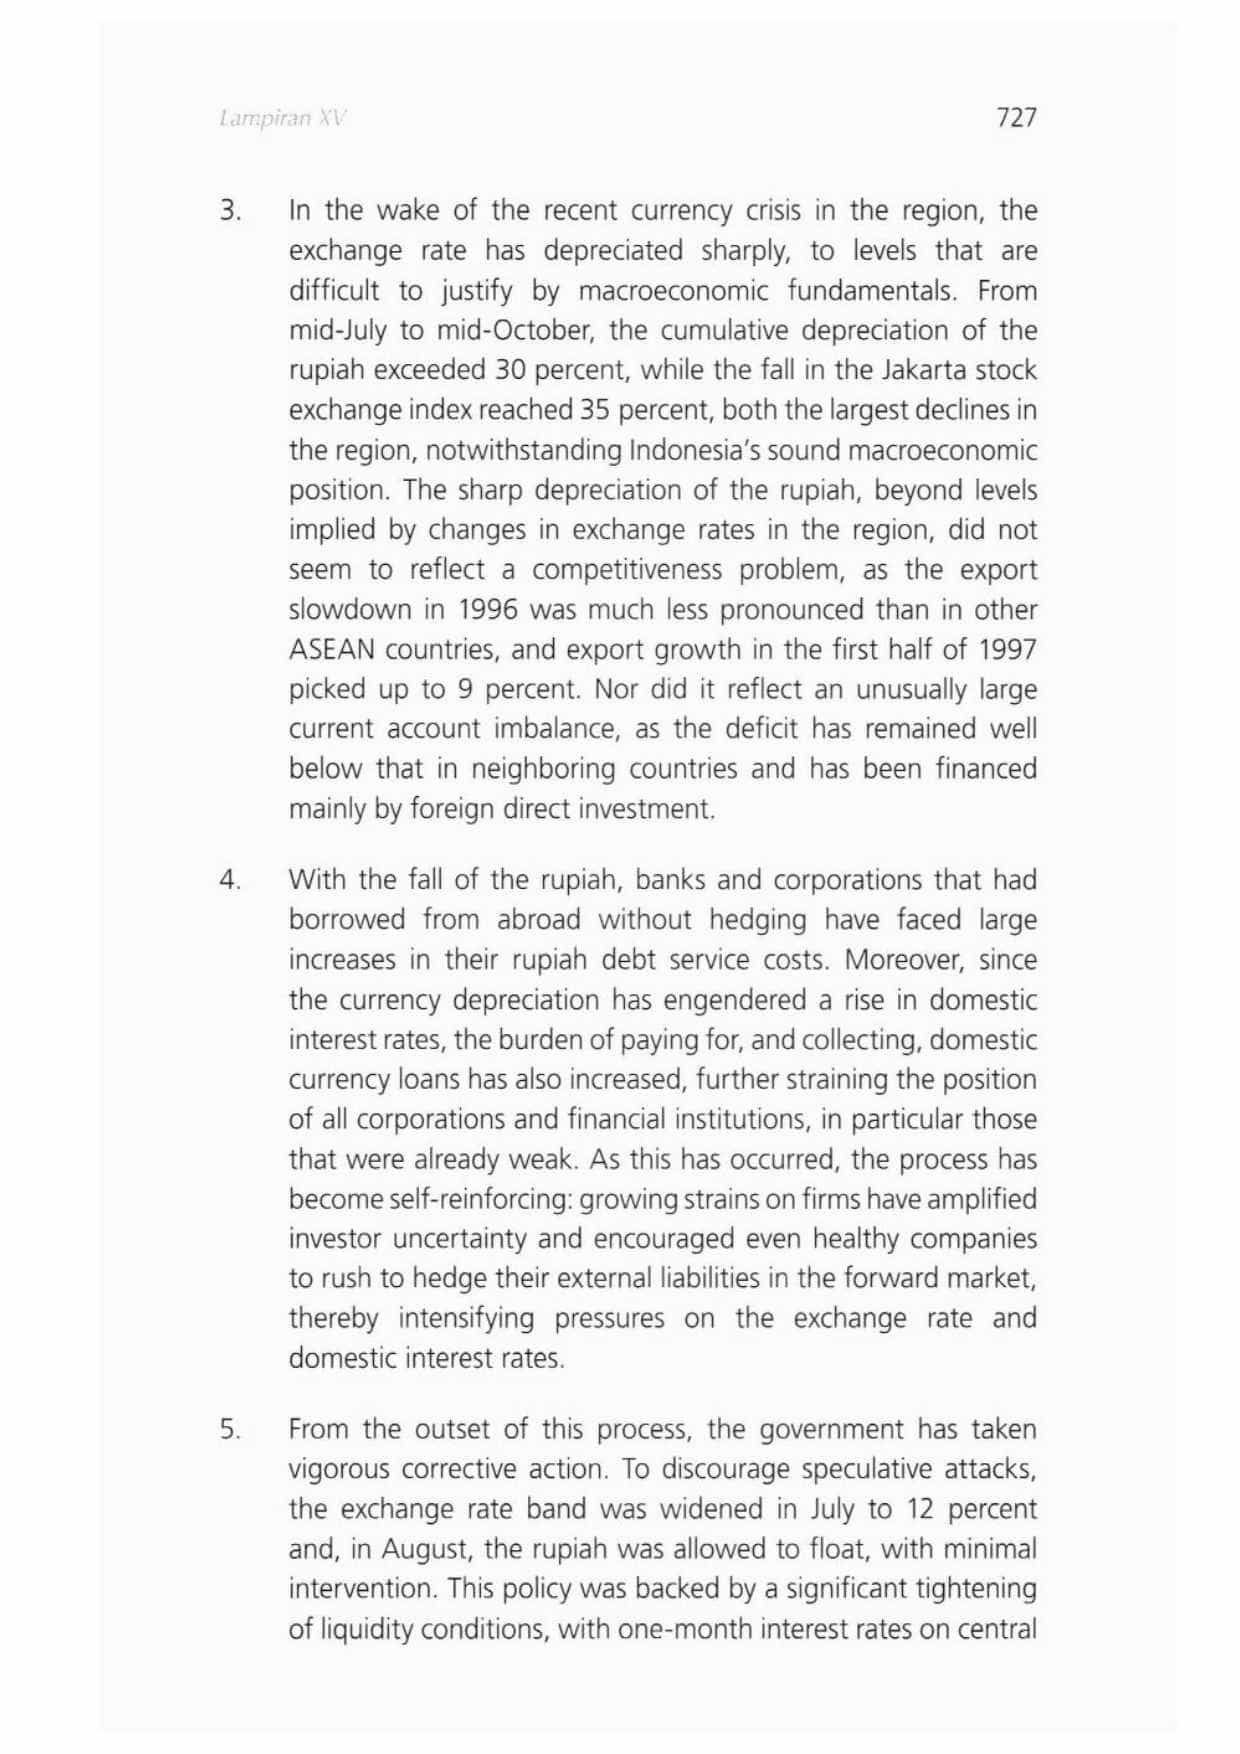 Lampiran XV 727
3. In the wake of the recent currency crisis in the region, the
exchange rate has depreciated sharply, to levels that are
difficult to justify by macroeconomic fundamentals. From
mid-July to mid-October, the cumulative depreciation of the
rupiah exceeded 30 percent, while the fall in the Jakarta stock
exchange index reached 35 percent, both the largest declines in
the region, notwithstanding Indonesia's sound macroeconomic
position. The sharp depreciation of the rupiah, beyond levels
implied by changes in exchange rates in the region, did not
seem to reflect a competitiveness problem, as the export
slowdown in 1996 was much less pronounced than in other
ASEAN countries, and export growth in the first half of 1997
picked up to 9 percent. Nor did it reflect an unusually large
current account imbalance, as the deficit has remained well
below that in neighboring countries and has been financed
mainly by foreign direct investment.
4. With the fall of the rupiah, banks and corporations that had
borrowed from abroad without hedging have faced large
increases in their rupiah debt service costs. Moreover, since
the currency depreciation has engendered a rise in domestic
interest rates, the burden of paying for, and collecting, domestic
currency loans has also increased, further straining the position
of all corporations and financial institutions, in particular those
that were already weak. As this has occurred, the process has
become self-reinforcing: growing strains on firms have amplified
investor uncertainty and encouraged even healthy companies
to rush to hedge their external liabilities in the forward market,
thereby intensifying pressures on the exchange rate and
domestic interest rates.
5. From the outset of this process, the government has taken
vigorous corrective action. To discourage speculative attacks,
the exchange rate band was widened in July to 12 percent
and, in August, the rupiah was allowed to float, with minimal
intervention. This policy was backed by a significant tightening
of liquidity conditions, with one-month interest rates on central